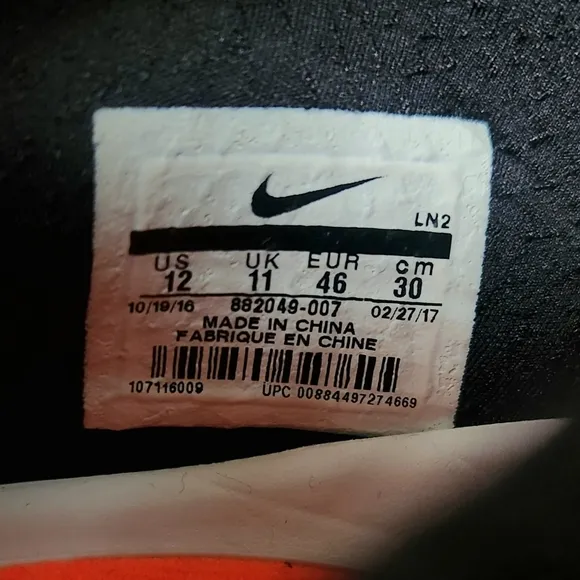 LN2
US UK EUR cm
12 11 46 30
10/19/16 882049-007 02/27/17
MADE IN CHINA
FABRIQUE EN CHINE
107116009 UPC 00884497274669